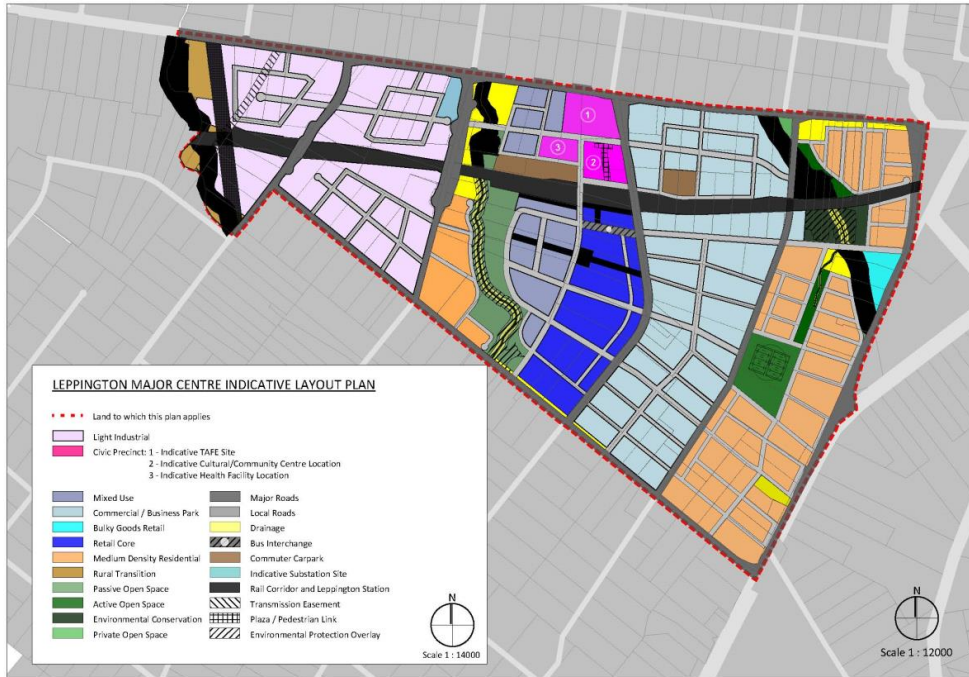 1
3
2
LEPPINGTON MAJOR CENTRE INDICATIVE LAYOUT PLAN
Land to which this plan applies
Light Industrial
Civic Precinct: 1 - Indicative TAFE Site
2 - Indicative Cultural/Community Centre Location
3 - Indicative Health Facility Location
Mixed Use
Commercial / Business Park
Bulky Goods Retail
Retail Core
Medium Density Residential
Rural Transition
Passive Open Space
Active Open Space
Environmental Conservation
Private Open Space
Major Roads
Local Roads
Drainage
Bus Interchange
Commuter Carpark
Indicative Substation Site
Rail Corridor and Leppington Station
Transmission Easement
Plaza / Pedestrian Link
Environmental Protection Overlay
N
Scale 1 : 14000
N
Scale 1 : 12000